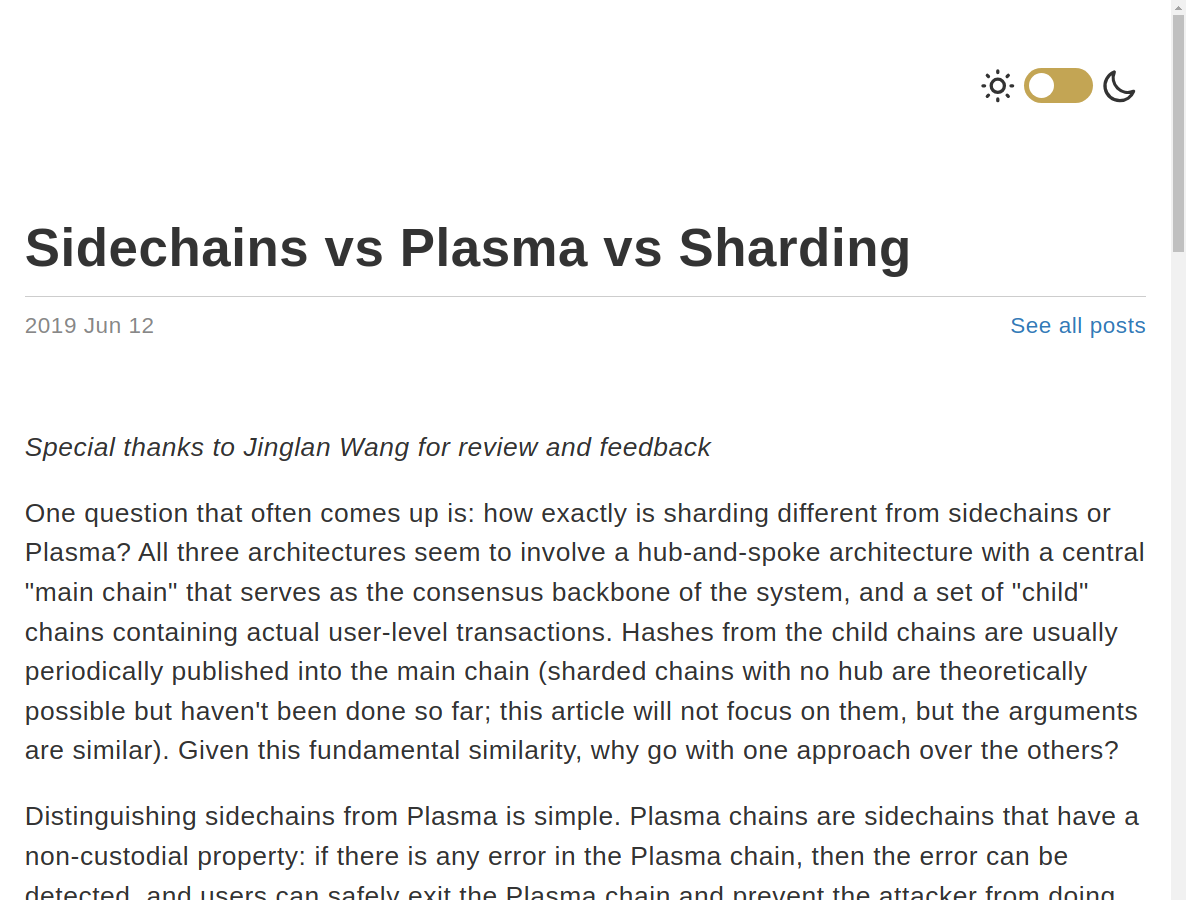 Sidechains vs Plasma vs Sharding
2019 Jun 12
See all posts
Special thanks to Jinglan Wang for review and feedback
One question that often comes up is: how exactly is sharding different from sidechains or
Plasma? All three architectures seem to involve a hub-and-spoke architecture with a central
"main chain" that serves as the consensus backbone of the system, and a set of "child"
chains containing actual user-level transactions. Hashes from the child chains are usually
periodically published into the main chain (sharded chains with no hub are theoretically
possible but haven't been done so far; this article will not focus on them, but the arguments
are similar). Given this fundamental similarity, why go with one approach over the others?
Distinguishing sidechains from Plasma is simple. Plasma chains are sidechains that have a
non-custodial property: if there is any error in the Plasma chain, then the error can be
detected, and users can safely exit the Plasma chain and prevent the attacker from doing